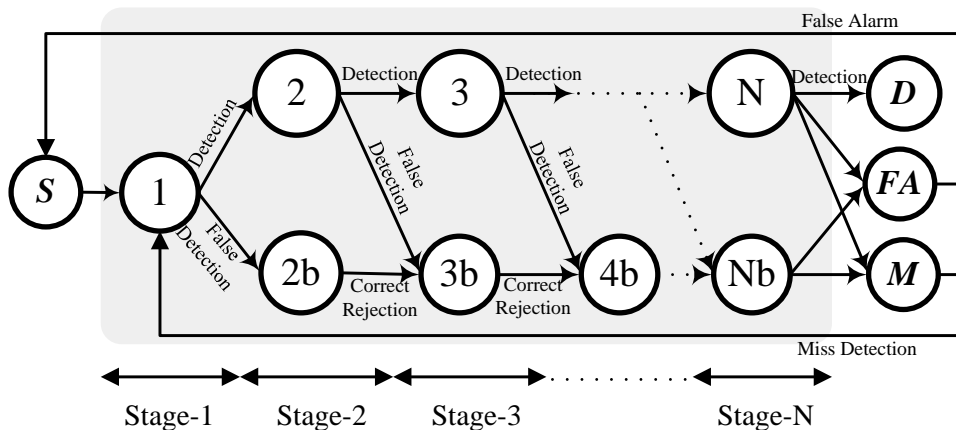 False Alarm
2
Detection
3
Detection
N
Detection
D
Detection
False
Detection
False
Detection
S
1
FA
False
Detection
2b
Correct
Rejection
3b
Correct
Rejection
4b
Nb
M
Miss Detection
Stage-1
Stage-2
Stage-3
Stage-N